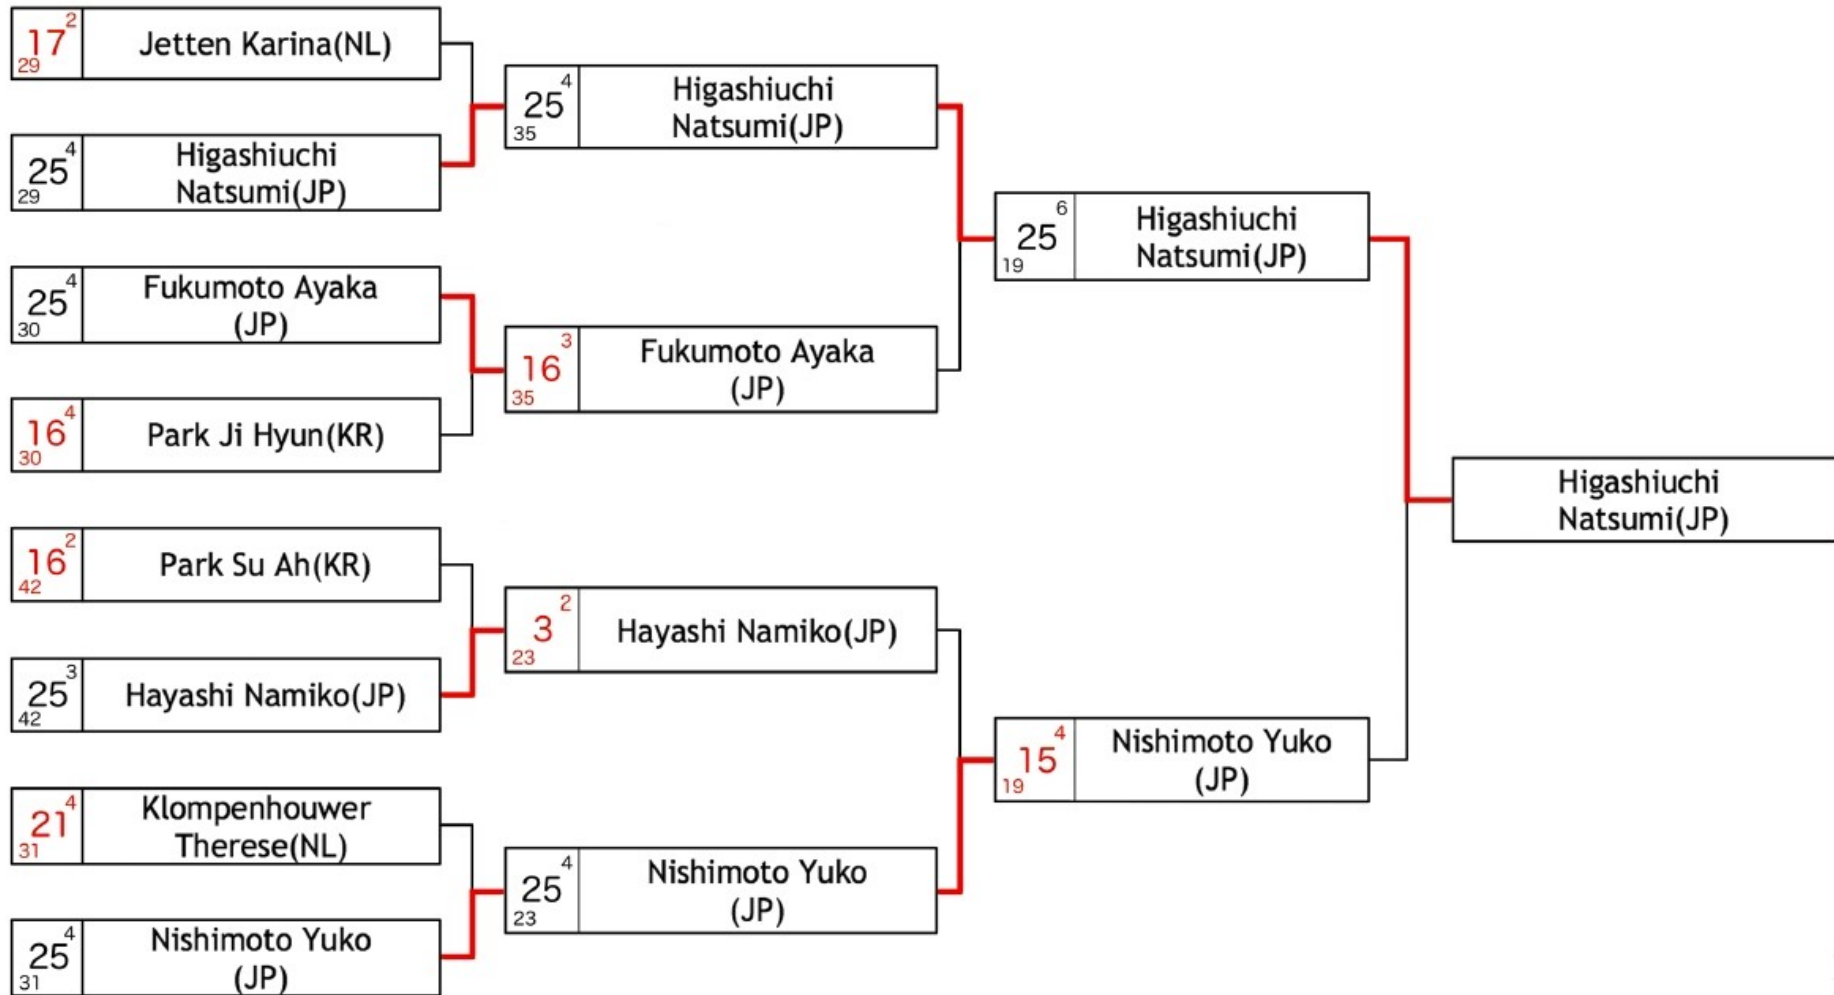 17 2
29
Jetten Karina(NL)
25 4
29
Higashiuchi
Natsumi(JP)
25 4
30
Fukumoto Ayaka
(JP)
16 4
30
Park Ji Hyun(KR)
16 2
42
Park Su Ah(KR)
25 3
42
Hayashi Namiko(JP)
21 4
31
Klompenhouwer
Therese(NL)
25 4
31
Nishimoto Yuko
(JP)
25 4
35
Higashiuchi
Natsumi(JP)
16 3
35
Fukumoto Ayaka
(JP)
3 2
23
Hayashi Namiko(JP)
25 4
23
Nishimoto Yuko
(JP)
25 6
19
Higashiuchi
Natsumi(JP)
15 4
19
Nishimoto Yuko
(JP)
Higashiuchi
Natsumi(JP)